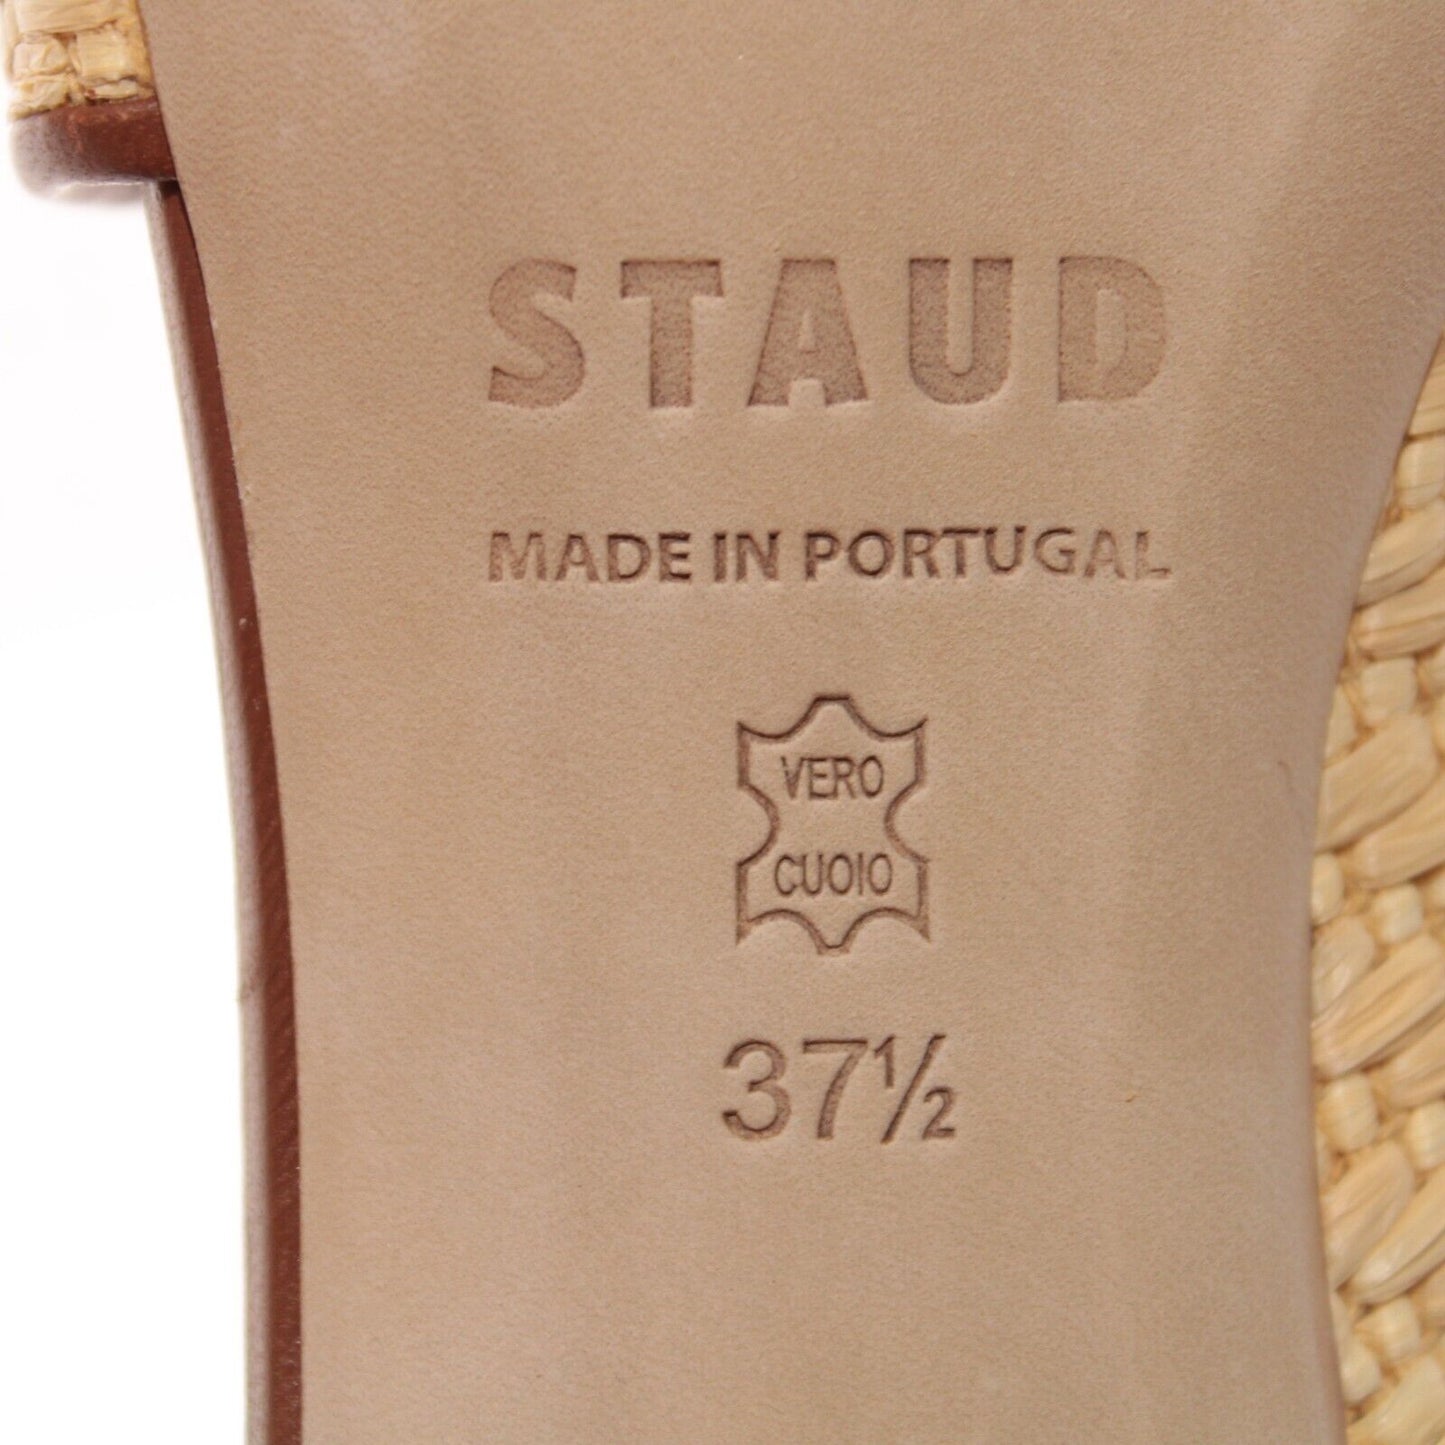 STAUD
MADE IN PORTUGAL
VERO
CUOIO
37½